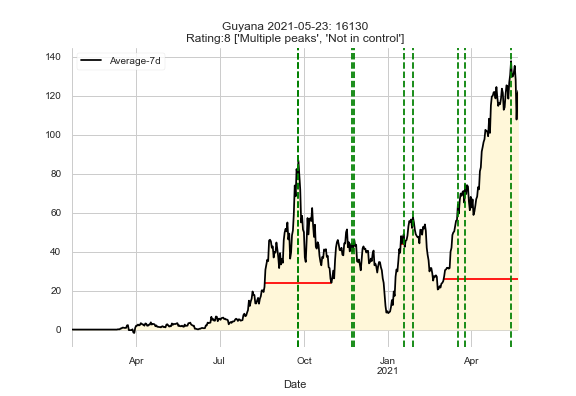 Guyana 2021-05-23: 16130
Rating:8 ['Multiple peaks', 'Not in control']
140
Average-7d
120
100
80
60
40
20
0
Apr Jul Oct Jan Apr
2021
Date